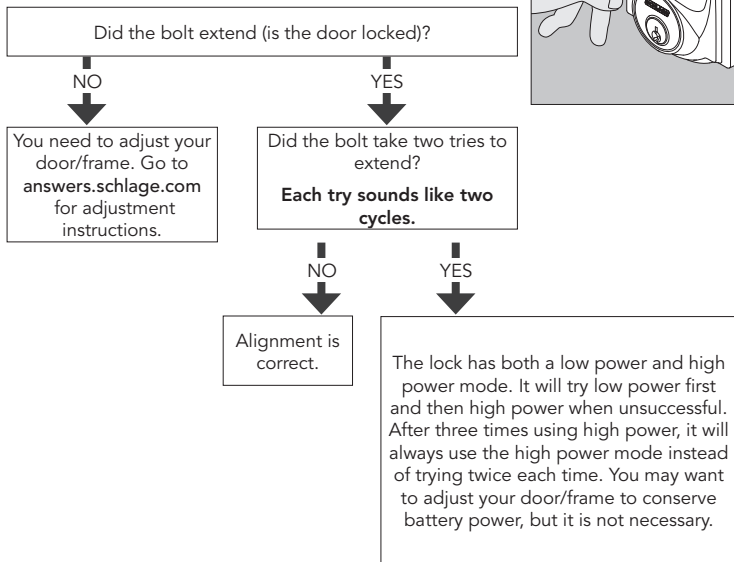 Did the bolt extend (is the door locked)?
NO
YES
You need to adjust your
door/frame. Go to
answers.schlage.com
for adjustment
instructions.
Did the bolt take two tries to
extend?
Each try sounds like two
cycles.
NO
YES
Alignment is
correct.
The lock has both a low power and high
power mode. It will try low power first
and then high power when unsuccessful.
After three times using high power, it will
always use the high power mode instead
of trying twice each time. You may want
to adjust your door/frame to conserve
battery power, but it is not necessary.